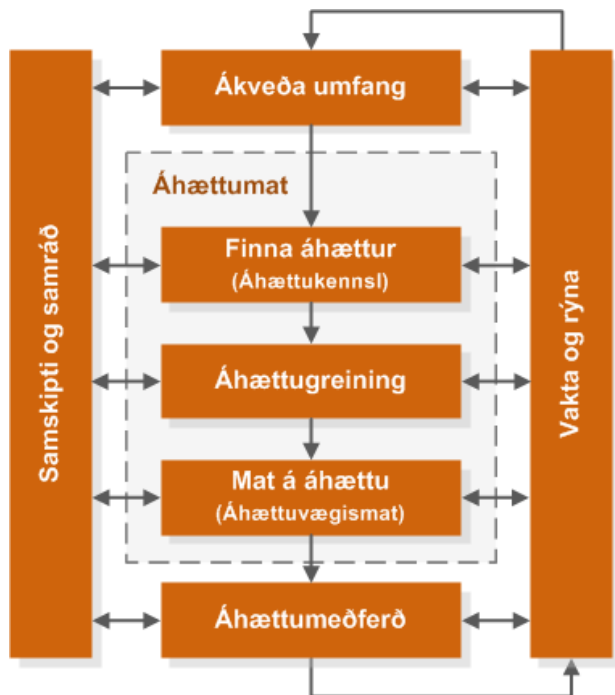 Ákveða umfang
Áhættumat
Finna áhættur
(Áhættukennsl)
Áhættugreining
Mat á áhættu
(Áhættuvægismat)
Áhættumeðferð
Samskipti og samráð
Vakta og rýna